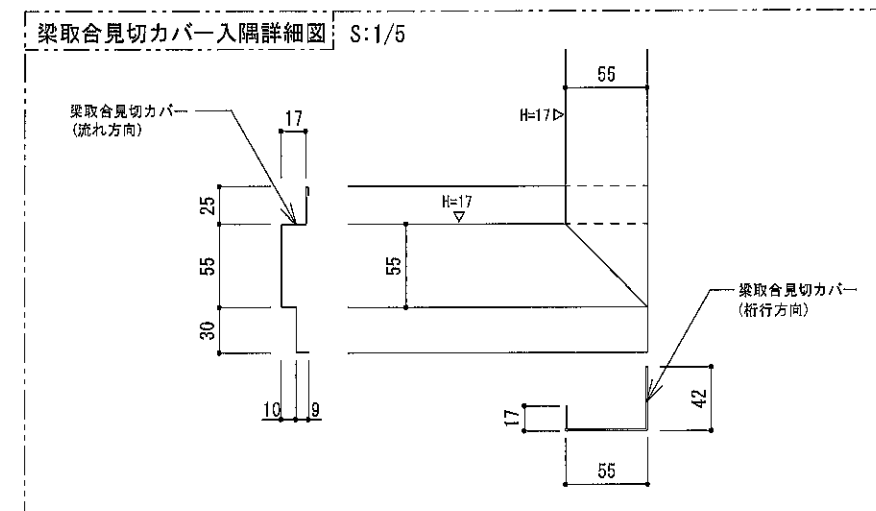 梁取合見切カバー入隅詳細図 S:1/5
梁取合見切カバー
(流れ方向)
17
55
H=17▷
25
H=17
▽
55
55
30
10
9
梁取合見切カバー
(桁行方向)
17
42
55